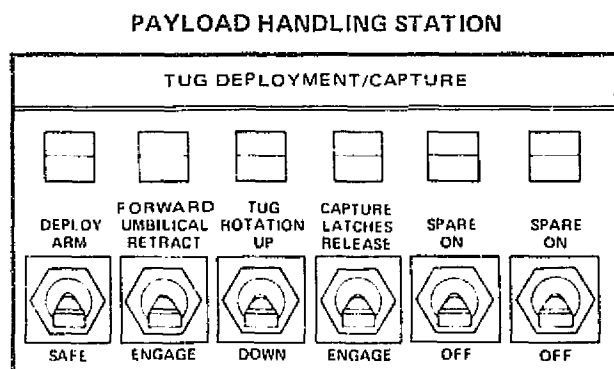 PAYLOAD HANDLING STATION
TUG DEPLOYMENT/CAPTURE
DEPLOY ARM
FORWARD UMBILICAL RETRACT
TUG ROTATION UP
CAPTURE LATCHES RELEASE
SPARE ON
SPARE ON
SAFE
ENGAGE
DOWN
ENGAGE
OFF
OFF